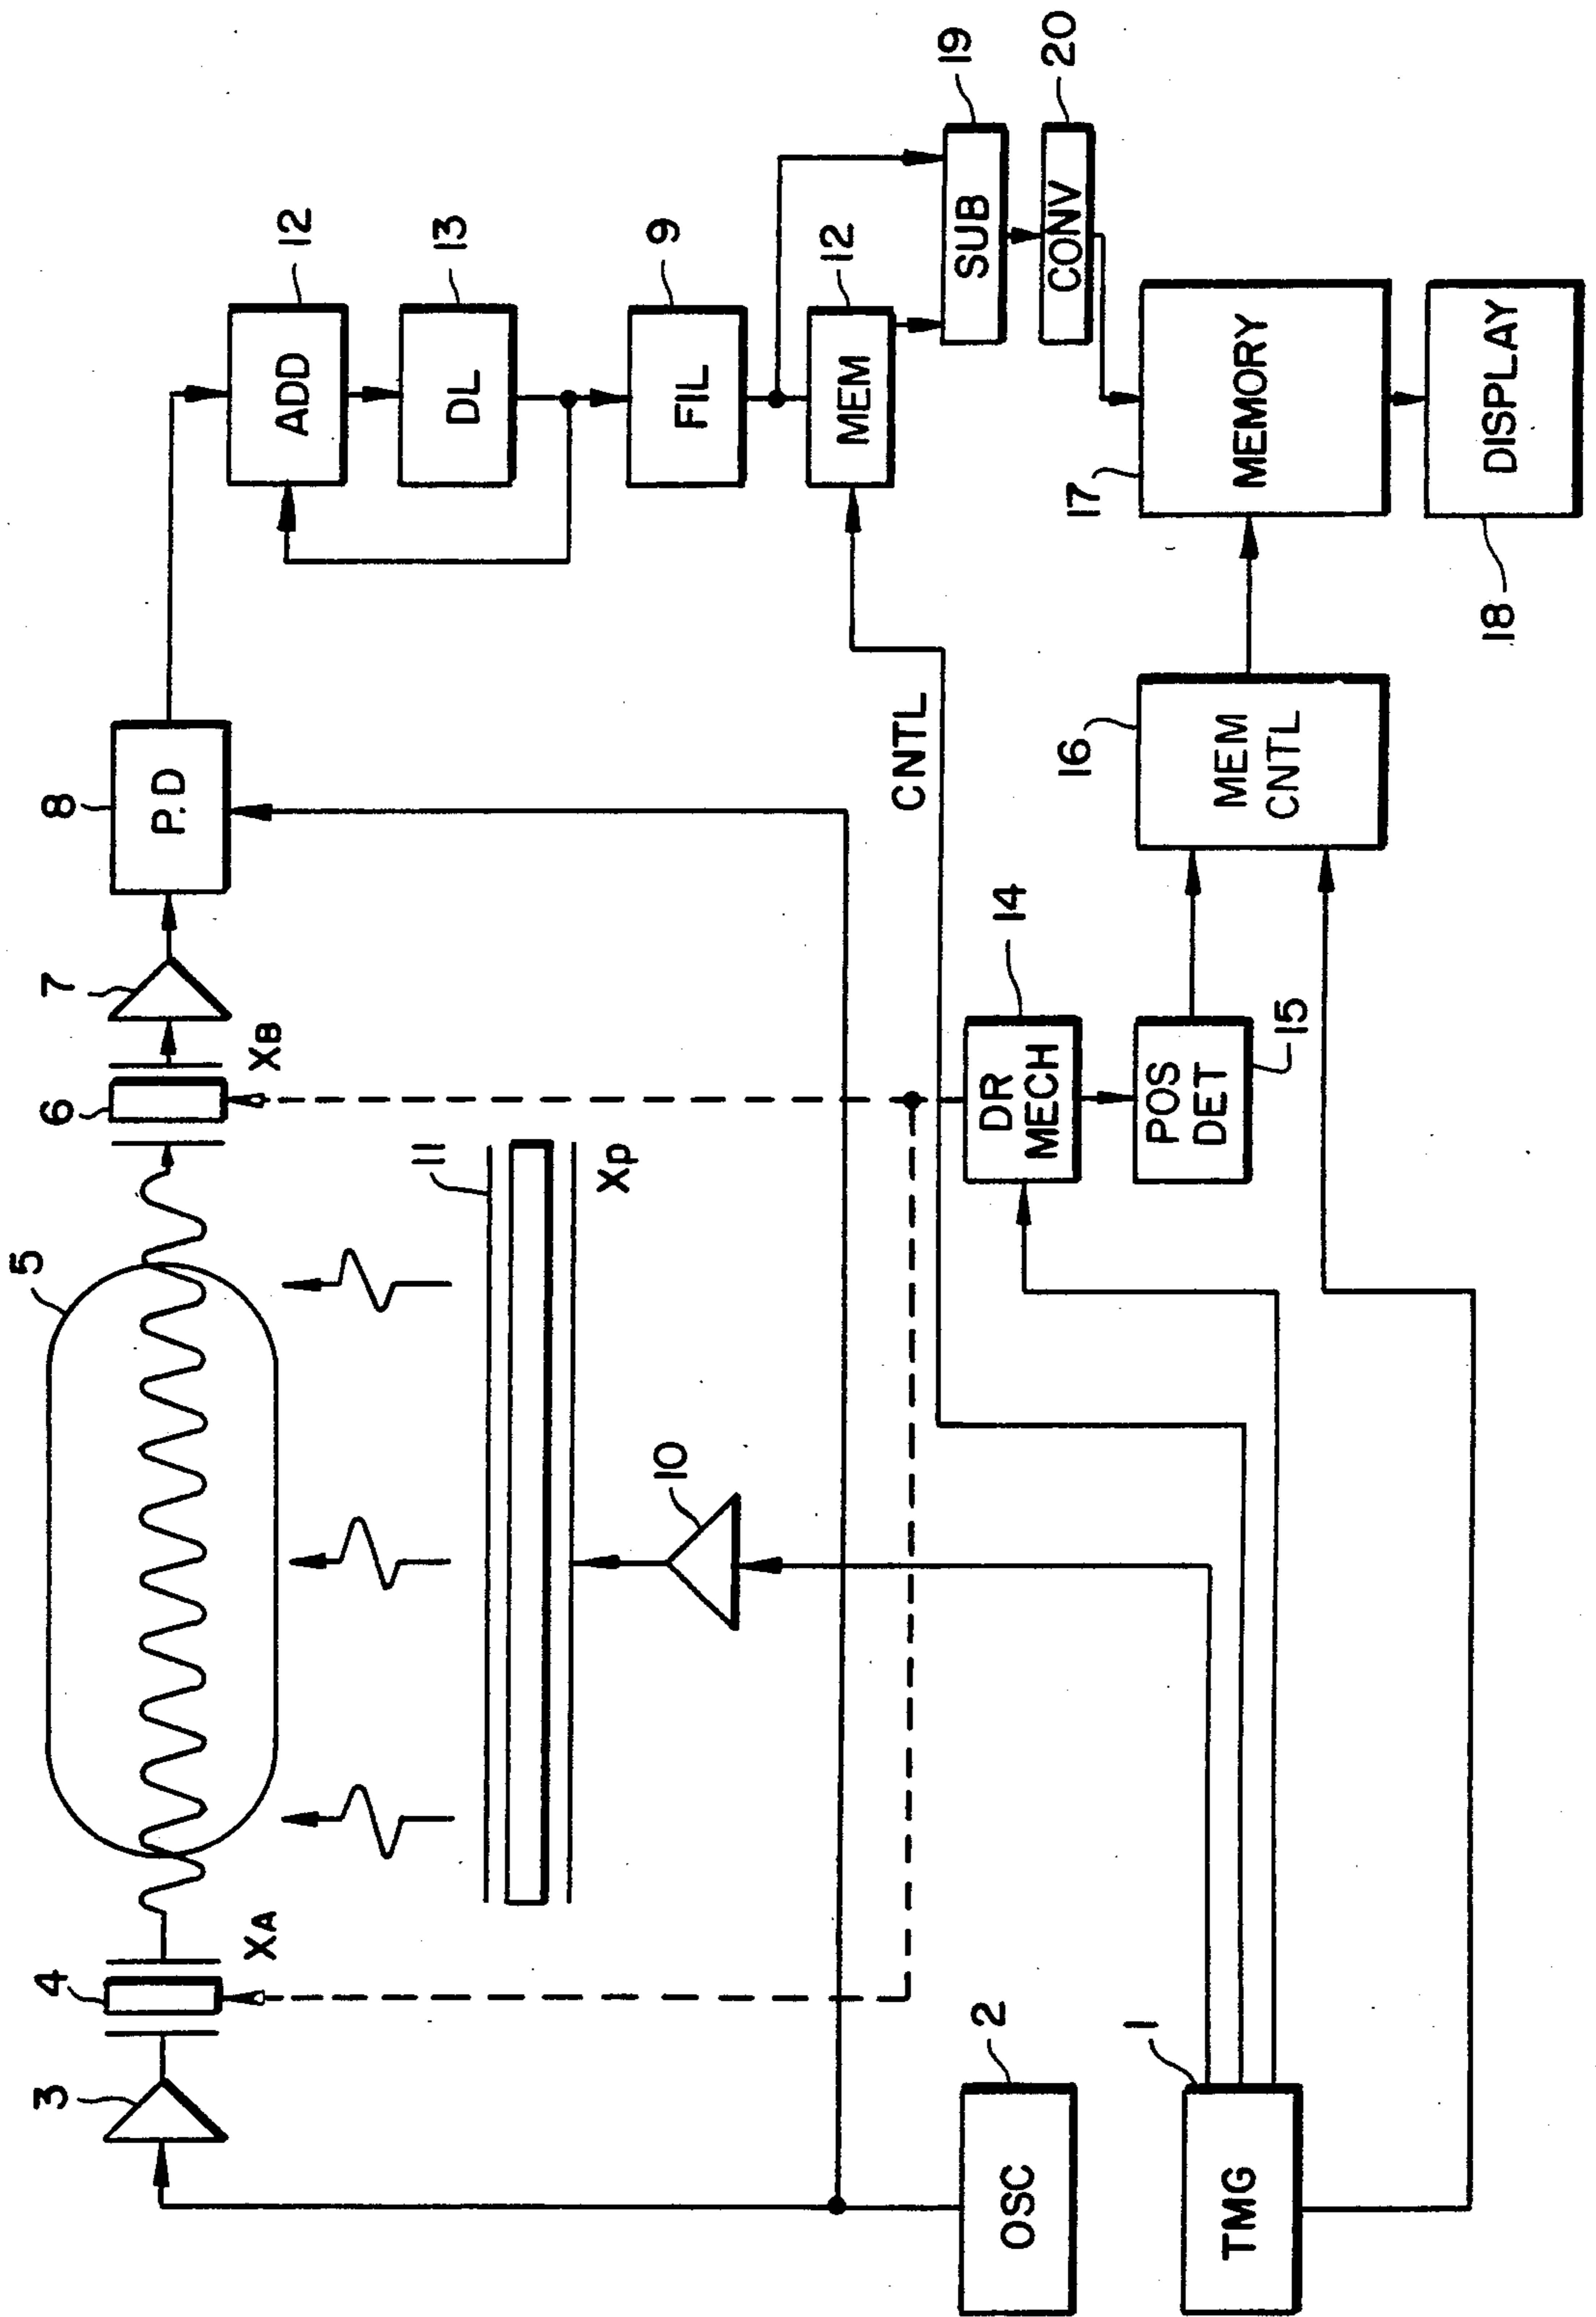 5
3
4
6
7
8
P.D
XA
XB
12
ADD
11
13
DL
XP
10
9
FIL
12
MEM
CNTL
19
SUB
2
OSC
14
DR
MECH
20
CONV
1
TMG
POS
DET
15
16
MEM
CNTL
17
MEMORY
18
DISPLAY